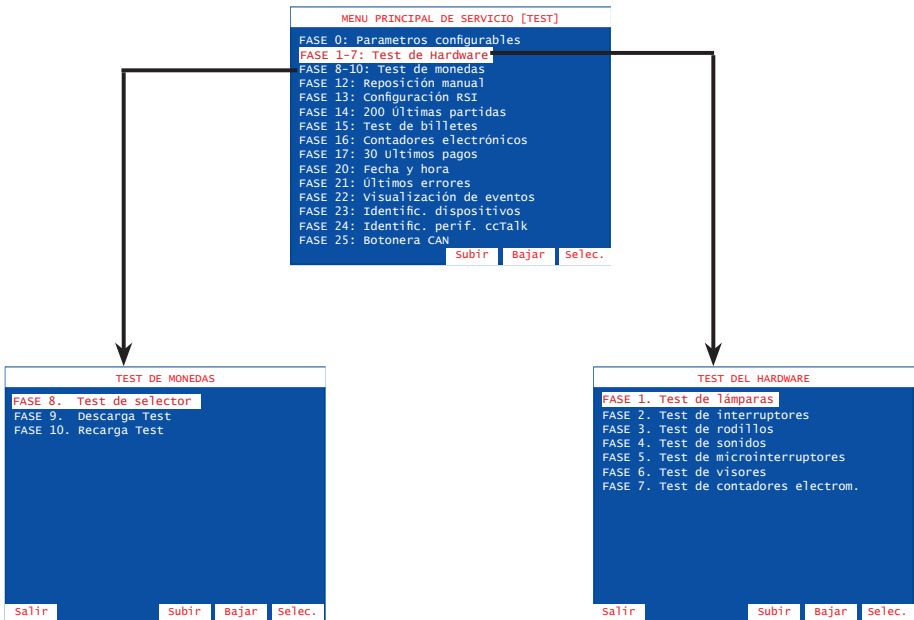 MENU PRINCIPAL DE SERVICIO [TEST]
FASE 0: Parametros configurables
FASE 1-7: Test de Hardware
FASE 8-10: Test de monedas
FASE 12: Reposición manual
FASE 13: Configuración RSI
FASE 14: 200 Últimas partidas
FASE 15: Test de billetes
FASE 16: Contadores electrónicos
FASE 17: 30 Ultimos pagos
FASE 20: Fecha y hora
FASE 21: Últimos errores
FASE 22: Visualización de eventos
FASE 23: Identific. dispositivos
FASE 24: Identific. perif. ccTalk
FASE 25: Botonera CAN
Subir Bajar Selec.
TEST DE MONEDAS
FASE 8. Test de selector
FASE 9. Descarga Test
FASE 10. Recarga Test
Salir Subir Bajar Selec.
TEST DEL HARDWARE
FASE 1. Test de lámparas
FASE 2. Test de interruptores
FASE 3. Test de rodillos
FASE 4. Test de sonidos
FASE 5. Test de microinterruptores
FASE 6. Test de visores
FASE 7. Test de contadores electrom.
Salir Subir Bajar Selec.